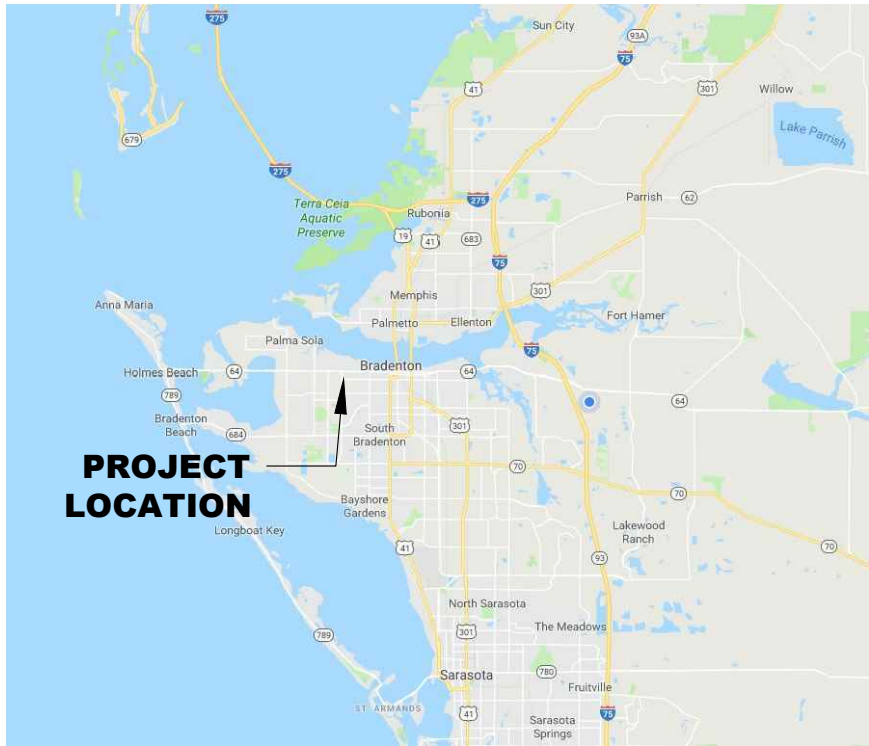 275
Sun City
93A
75
41
301
Willow
Lake Parrish
679
275
Terra Ceia
Aquatic
Preserve
Rubonia
275
Parrish
62
19
41
683
75
Anna Maria
Memphis
301
Palmetto
Ellenton
Fort Hamer
Palma Sola
75
Holmes Beach
64
Bradenton
64
789
64
Bradenton
Beach
684
South
Bradenton
301
PROJECT
LOCATION
70
70
Bayshore
Gardens
Longboat Key
Lakewood
Ranch
41
70
93
North Sarasota
789
301
The Meadows
Sarasota
780
Fruitville
ST. ARMANDS
41
75
Sarasota
Springs